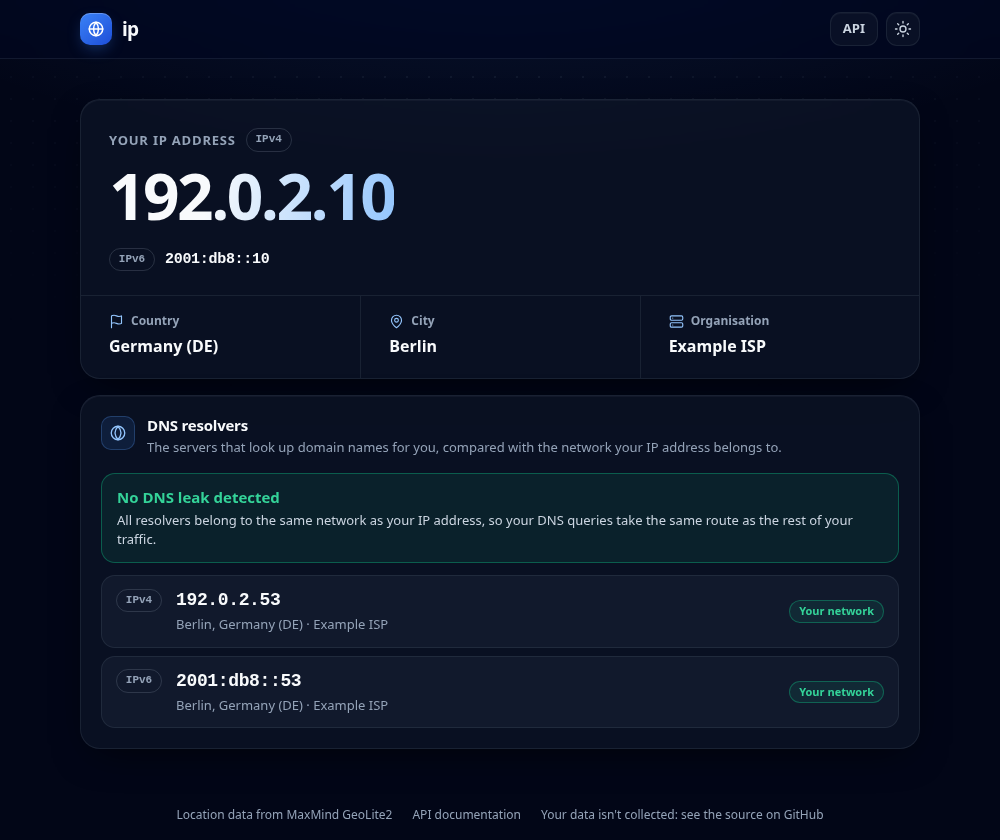 ip
API
YOUR IP ADDRESS IPv4
192.0.2.10
IPv6 2001:db8::10
Country
Germany (DE)
City
Berlin
Organisation
Example ISP
DNS resolvers
The servers that look up domain names for you, compared with the network your IP address belongs to.
No DNS leak detected
All resolvers belong to the same network as your IP address, so your DNS queries take the same route as the rest of your
traffic.
IPv4 192.0.2.53
Berlin, Germany (DE) · Example ISP
Your network
IPv6 2001:db8::53
Berlin, Germany (DE) · Example ISP
Your network
Location data from MaxMind GeoLite2 API documentation Your data isn't collected: see the source on GitHub